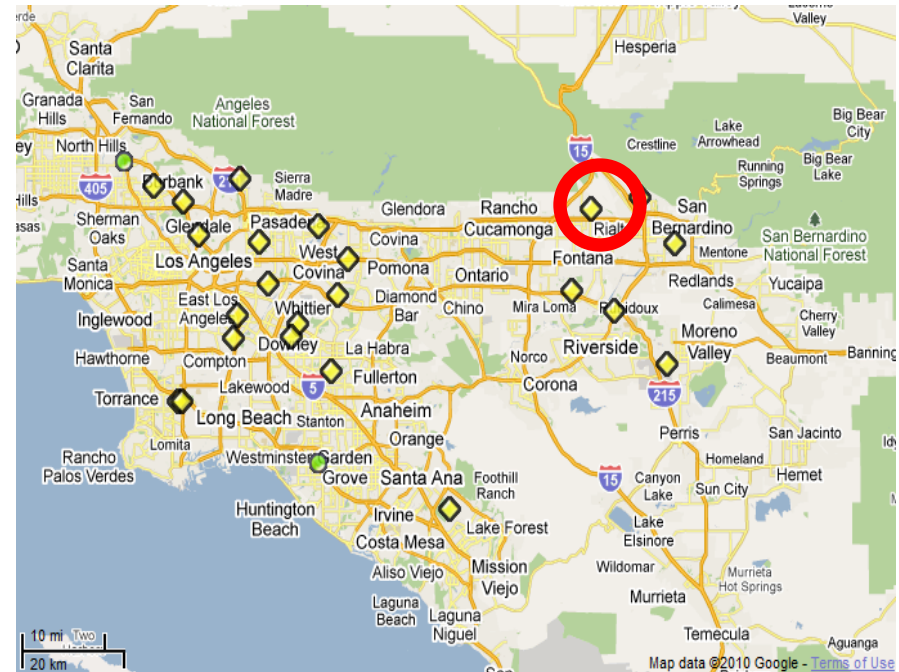 Valley
Hesperia
Santa
Clarita
Granada
Hills
San
Fernando
Angeles
National Forest
Big Bear
City
Lake
Arrowhead
Crestline
15
North Hills
Big Bear
Lake
Running
Springs
405
Sierra
Madre
Glendora
Rancho
Cucamonga
San
Bernardino
San Bernardino
National Forest
Sherman
Oaks
Covina
Fontana
Mentone
Los Angeles
West
Covina
Pomona
Ontario
Redlands
Yucaipa
Santa
Monica
Diamond
Bar
Chino
Mira Loma
Calimesa
Cherry
Valley
East Los
Inglewood
Whittier
Downey
La Habra
Riverside
Moreno
Valley
Beaumont
Banning
Hawthorne
Compton
Norco
Corona
Lakewood
5
Fullerton
215
Torrance
Long Beach
Stanton
Anaheim
Orange
Perris
San Jacinto
Lomita
Rancho
Palos Verdes
Westminster
Garden
Grove
Santa Ana
Foothill
Ranch
15
Canyon
Lake
Sun City
Homeland
Hemet
Huntington
Beach
Irvine
Costa Mesa
Lake Forest
Lake
Elsinore
Aliso Viejo
Mission
Viejo
Wildomar
Murrieta
Hot Springs
Murrieta
Laguna
Beach
Laguna
Niguel
Temecula
Aguanga
10 mi
Two
20 km
Map data ©2010 Google - Terms of Use